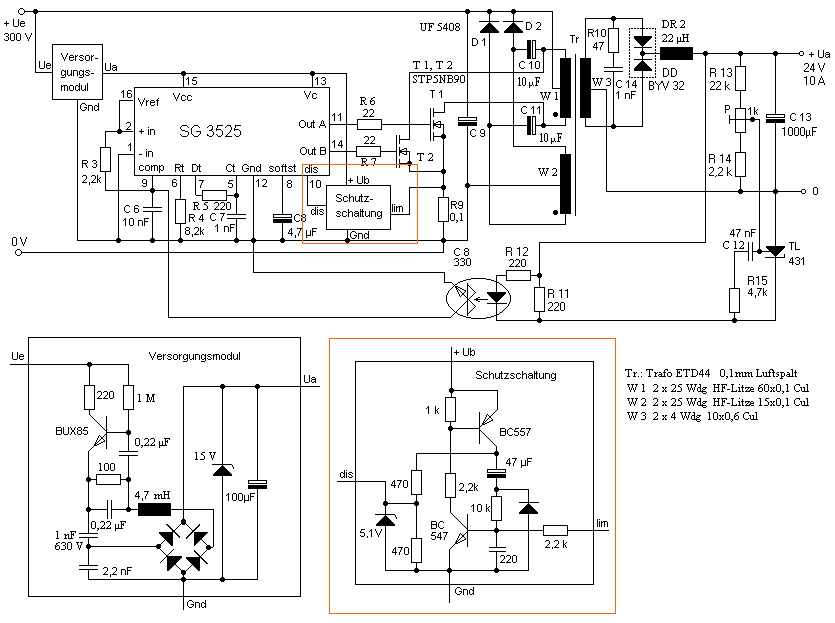 + Ue
300 V
Ue
Versor-
gungs-
modul
Ua
Gnd
15
13
Vcc
Vc
16
Vref
SG 3525
2
+ in
1
- in
comp
Rt
Dt
Ct
Gnd
softst
dis
9
6
7
5
12
8
10
Out A
11
Out B
14
R 3
2,2k
C 6
10 nF
R 5
220
R 4
8,2k
C 7
1 nF
C8
4,7 µF
R 6
22
22
R 7
T 1, T 2
STP5NB90
T 1
T 2
dis
+ Ub
Schutz-
schaltung
lim
Gnd
R9
0,1
C 9
UF 5408
D 1
D 2
C 10
10 µF
C 11
10 µF
Tr
W 1
W 2
W 3
R10
47
C 14
1 nF
DR 2
22 µH
DD
BYV 32
R 13
22 k
P
1k
R 14
2,2 k
C 13
1000µF
+ Ua
24 V
10 A
0
0 V
C 8
330
R 12
220
R 11
220
47 nF
C 12
R15
4,7k
TL
431
Ue
Versorgungsmodul
Ua
220
1 M
BUX85
0,22 µF
100
0,22 µF
4,7 mH
15 V
100µF
1 nF
630 V
2,2 nF
Gnd
+ Ub
Schutzschaltung
1 k
BC557
47 µF
dis
470
2,2k
10 k
5,1V
BC
547
470
220
2,2 k
lim
Gnd
Tr.: Trafo ETD44 0,1mm Luftspalt
W 1 2 x 25 Wdg HF-Litze 60x0,1 Cul
W 2 2 x 25 Wdg HF-Litze 15x0,1 Cul
W 3 2 x 4 Wdg 10x0,6 Cul